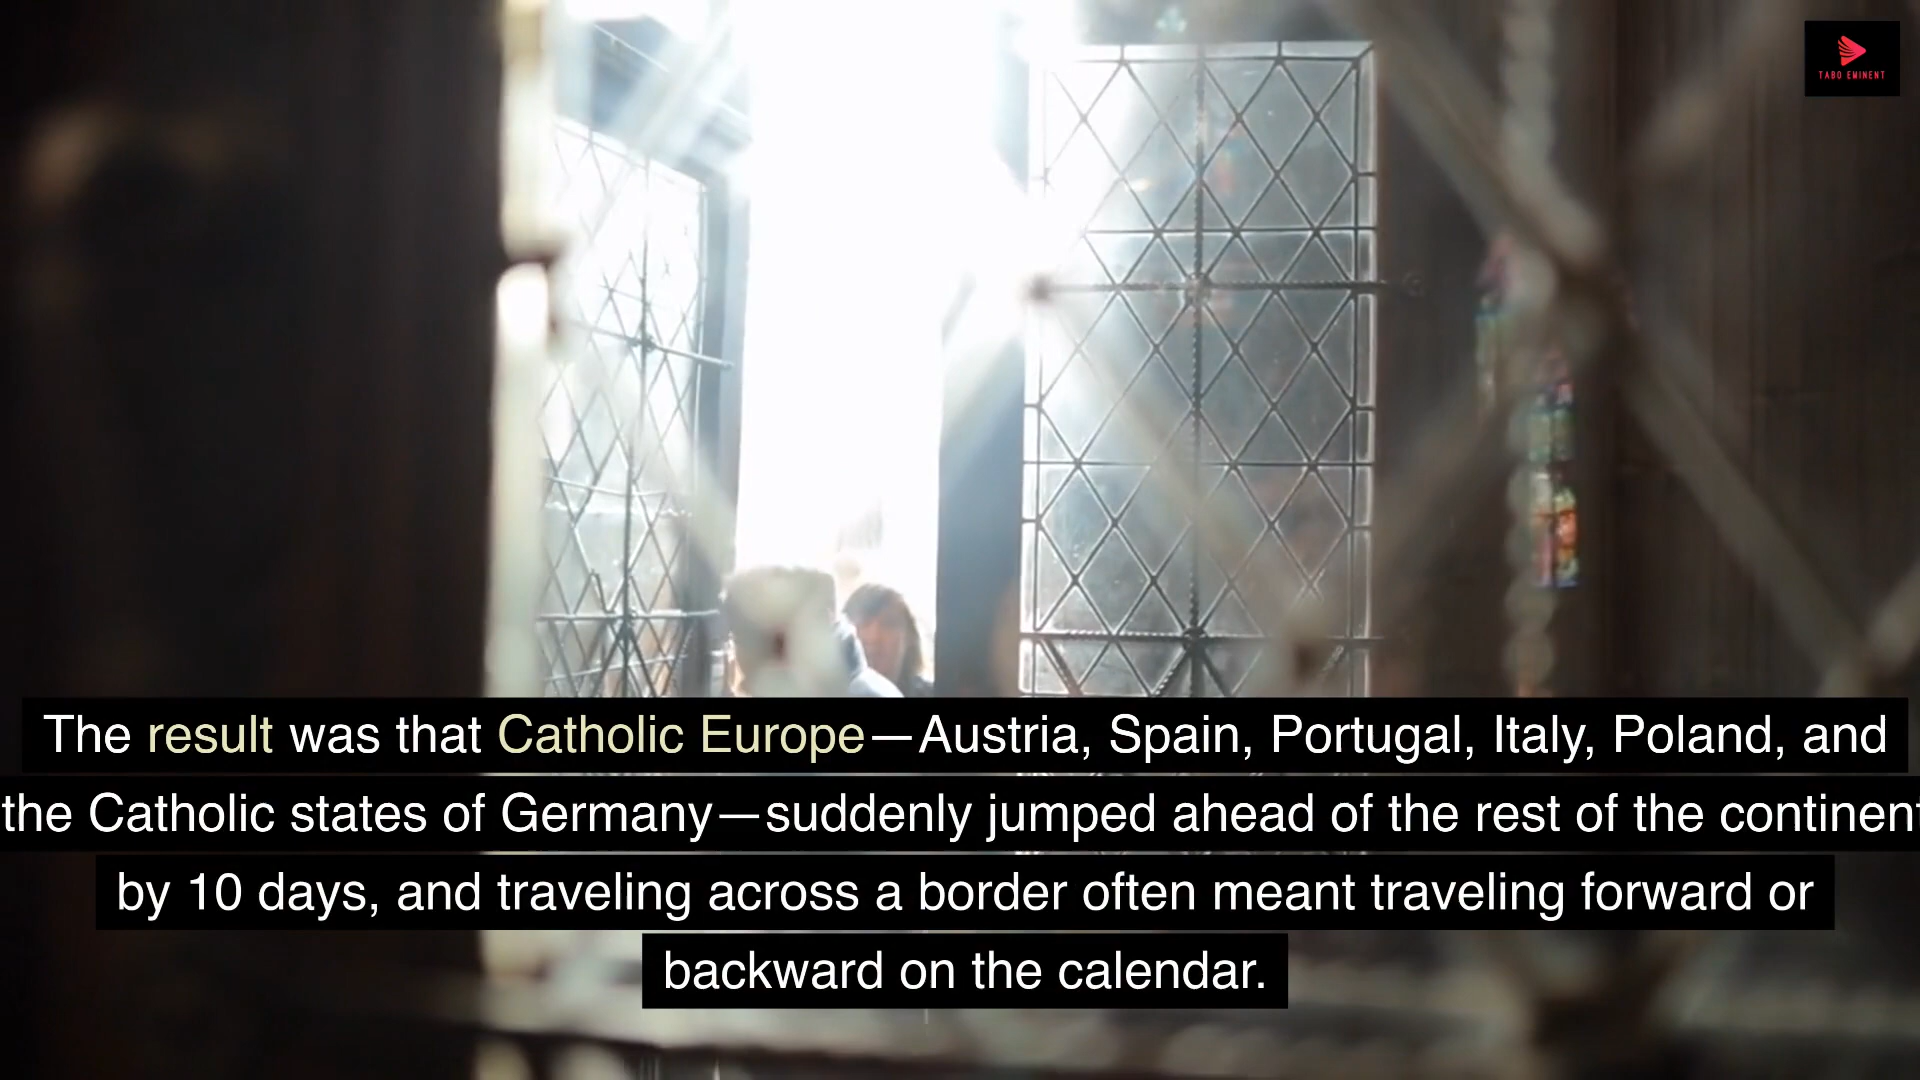 TABO EMINENT
The result was that Catholic Europe—Austria, Spain, Portugal, Italy, Poland, and
the Catholic states of Germany—suddenly jumped ahead of the rest of the continent
by 10 days, and traveling across a border often meant traveling forward or
backward on the calendar.